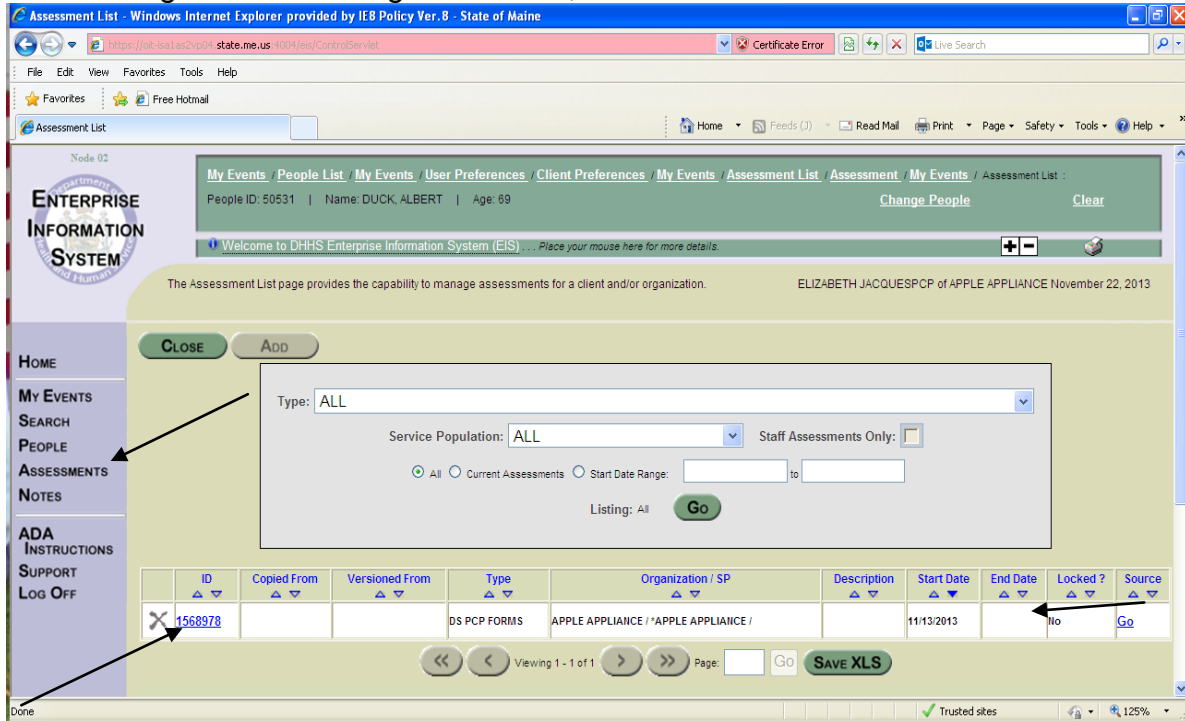 Assessment List - Windows Internet Explorer provided by IE8 Policy Ver. 8 - State of Maine
https://oit-isa1as2vp04.state.me.us:4004/eis/ControlServlet Certificate Error Live Search
File Edit View Favorites Tools Help
Favorites Free Hotmail
Assessment List Home Feeds (J) Read Mail Print Page Safety Tools Help »
Node 02
Department
ENTERPRISE
INFORMATION
SYSTEM
My Events / People List / My Events / User Preferences / Client Preferences / My Events / Assessment List / Assessment / My Events / Assessment List :
People ID: 50531 | Name: DUCK, ALBERT | Age: 69 Change People Clear
Welcome to DHHS Enterprise Information System (EIS) . . . Place your mouse here for more details.
The Assessment List page provides the capability to manage assessments for a client and/or organization. ELIZABETH JACQUESPCP of APPLE APPLIANCE November 22, 2013
CLOSE ADD
HOME
MY EVENTS
SEARCH
PEOPLE
ASSESSMENTS
NOTES
ADA
INSTRUCTIONS
SUPPORT
LOG OFF
Type: ALL
Service Population: ALL Staff Assessments Only:
All Current Assessments Start Date Range: to
Listing: All GO
ID Copied From Versioned From Type Organization / SP Description Start Date End Date Locked ? Source
1568978 DS PCP FORMS APPLE APPLIANCE / *APPLE APPLIANCE / 11/13/2013 No Go
Viewing 1 - 1 of 1 Page: Go SAVE XLS
Done Trusted sites 125%